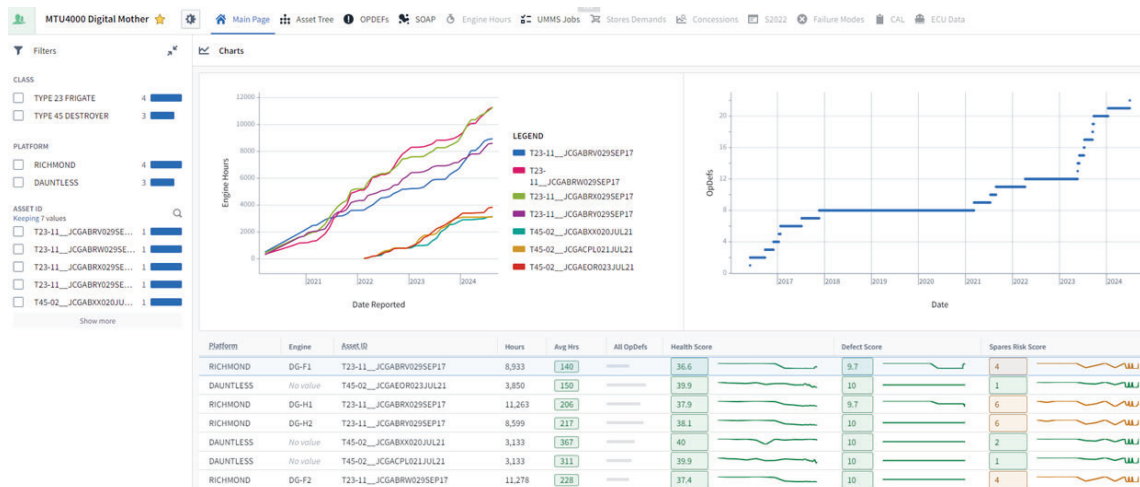 MTU4000 Digital Mother
Main Page
Asset Tree
OPDEFs
SOAP
Engine Hours
UMMS Jobs
Stores Demands
Concessions
S2022
Failure Modes
CAL
ECU Data
Filters
Charts
CLASS
TYPE 23 FRIGATE 4
TYPE 45 DESTROYER 3
PLATFORM
RICHMOND 4
DAUNTLESS 3
ASSET ID
Keeping 7 values
T23-11__JCGABRV029SE... 1
T23-11__JCGABRW029SE... 1
T23-11__JCGABRX029SE... 1
T23-11__JCGABRY029SE... 1
T45-02__JCGABXX020JU... 1
Show more
Engine Hours
12000
10000
8000
6000
4000
2000
0
2021 2022 2023 2024
Date Reported
LEGEND
T23-11__JCGABRV029SEP17
T23-
11__JCGABRW029SEP17
T23-11__JCGABRX029SEP17
T23-11__JCGABRY029SEP17
T45-02__JCGABXX020JUL21
T45-02__JCGACPL021JUL21
T45-02__JCGAEOR023JUL21
OpDefs
20
16
12
8
4
0
2017 2018 2019 2020 2021 2022 2023 2024
Date
Platform Engine Asset ID Hours Avg Hrs All OpDefs Health Score Defect Score Spares Risk Score
RICHMOND DG-F1 T23-11__JCGABRV029SEP17 8,933 140 36.6 9.7 4
DAUNTLESS No value T45-02__JCGAEOR023JUL21 3,850 150 39.9 10 1
RICHMOND DG-H1 T23-11__JCGABRX029SEP17 11,263 206 37.9 9.7 6
RICHMOND DG-H2 T23-11__JCGABRY029SEP17 8,599 217 38.1 10 6
DAUNTLESS No value T45-02__JCGABXX020JUL21 3,133 367 40 10 2
DAUNTLESS No value T45-02__JCGACPL021JUL21 3,133 311 39.9 10 1
RICHMOND DG-F2 T23-11__JCGABRW029SEP17 11,278 228 37.4 10 4